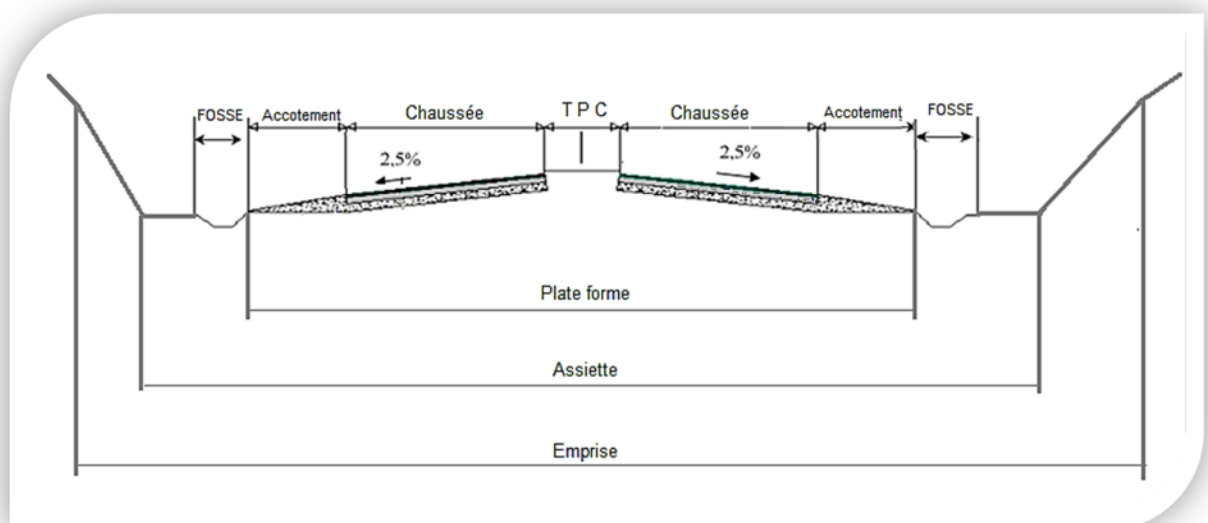 FOSSE Accotement Chaussée T P C Chaussée Accotement FOSSE
2,5% 2,5%
Plate forme
Assiette
Emprise